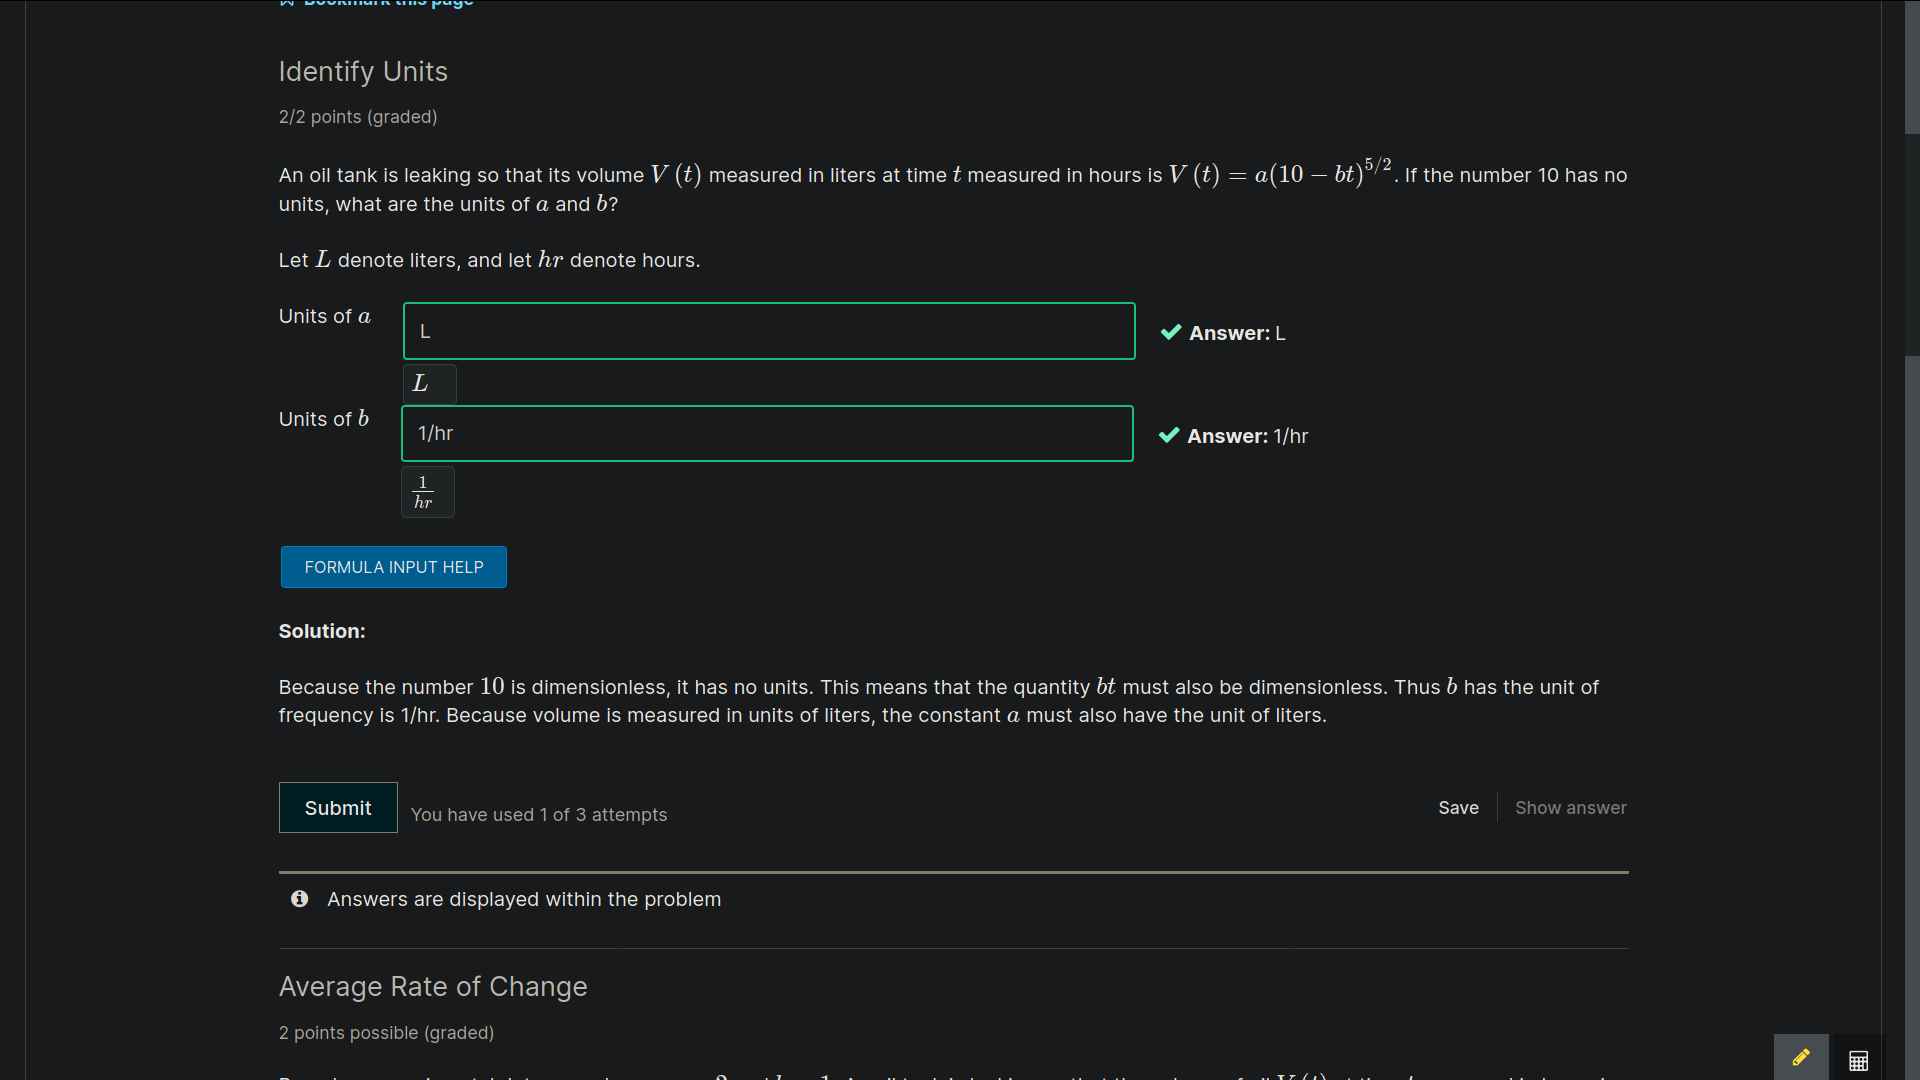 Bookmark this page
Identify Units
2/2 points (graded)
An oil tank is leaking so that its volume V (t) measured in liters at time t measured in hours is V (t) = a(10 − bt)^{5/2}. If the number 10 has no
units, what are the units of a and b?
Let L denote liters, and let hr denote hours.
Units of a
L
Answer: L
L
Units of b
1/hr
Answer: 1/hr
1/hr
FORMULA INPUT HELP
Solution:
Because the number 10 is dimensionless, it has no units. This means that the quantity bt must also be dimensionless. Thus b has the unit of
frequency is 1/hr. Because volume is measured in units of liters, the constant a must also have the unit of liters.
Submit
You have used 1 of 3 attempts
Save
Show answer
Answers are displayed within the problem
Average Rate of Change
2 points possible (graded)